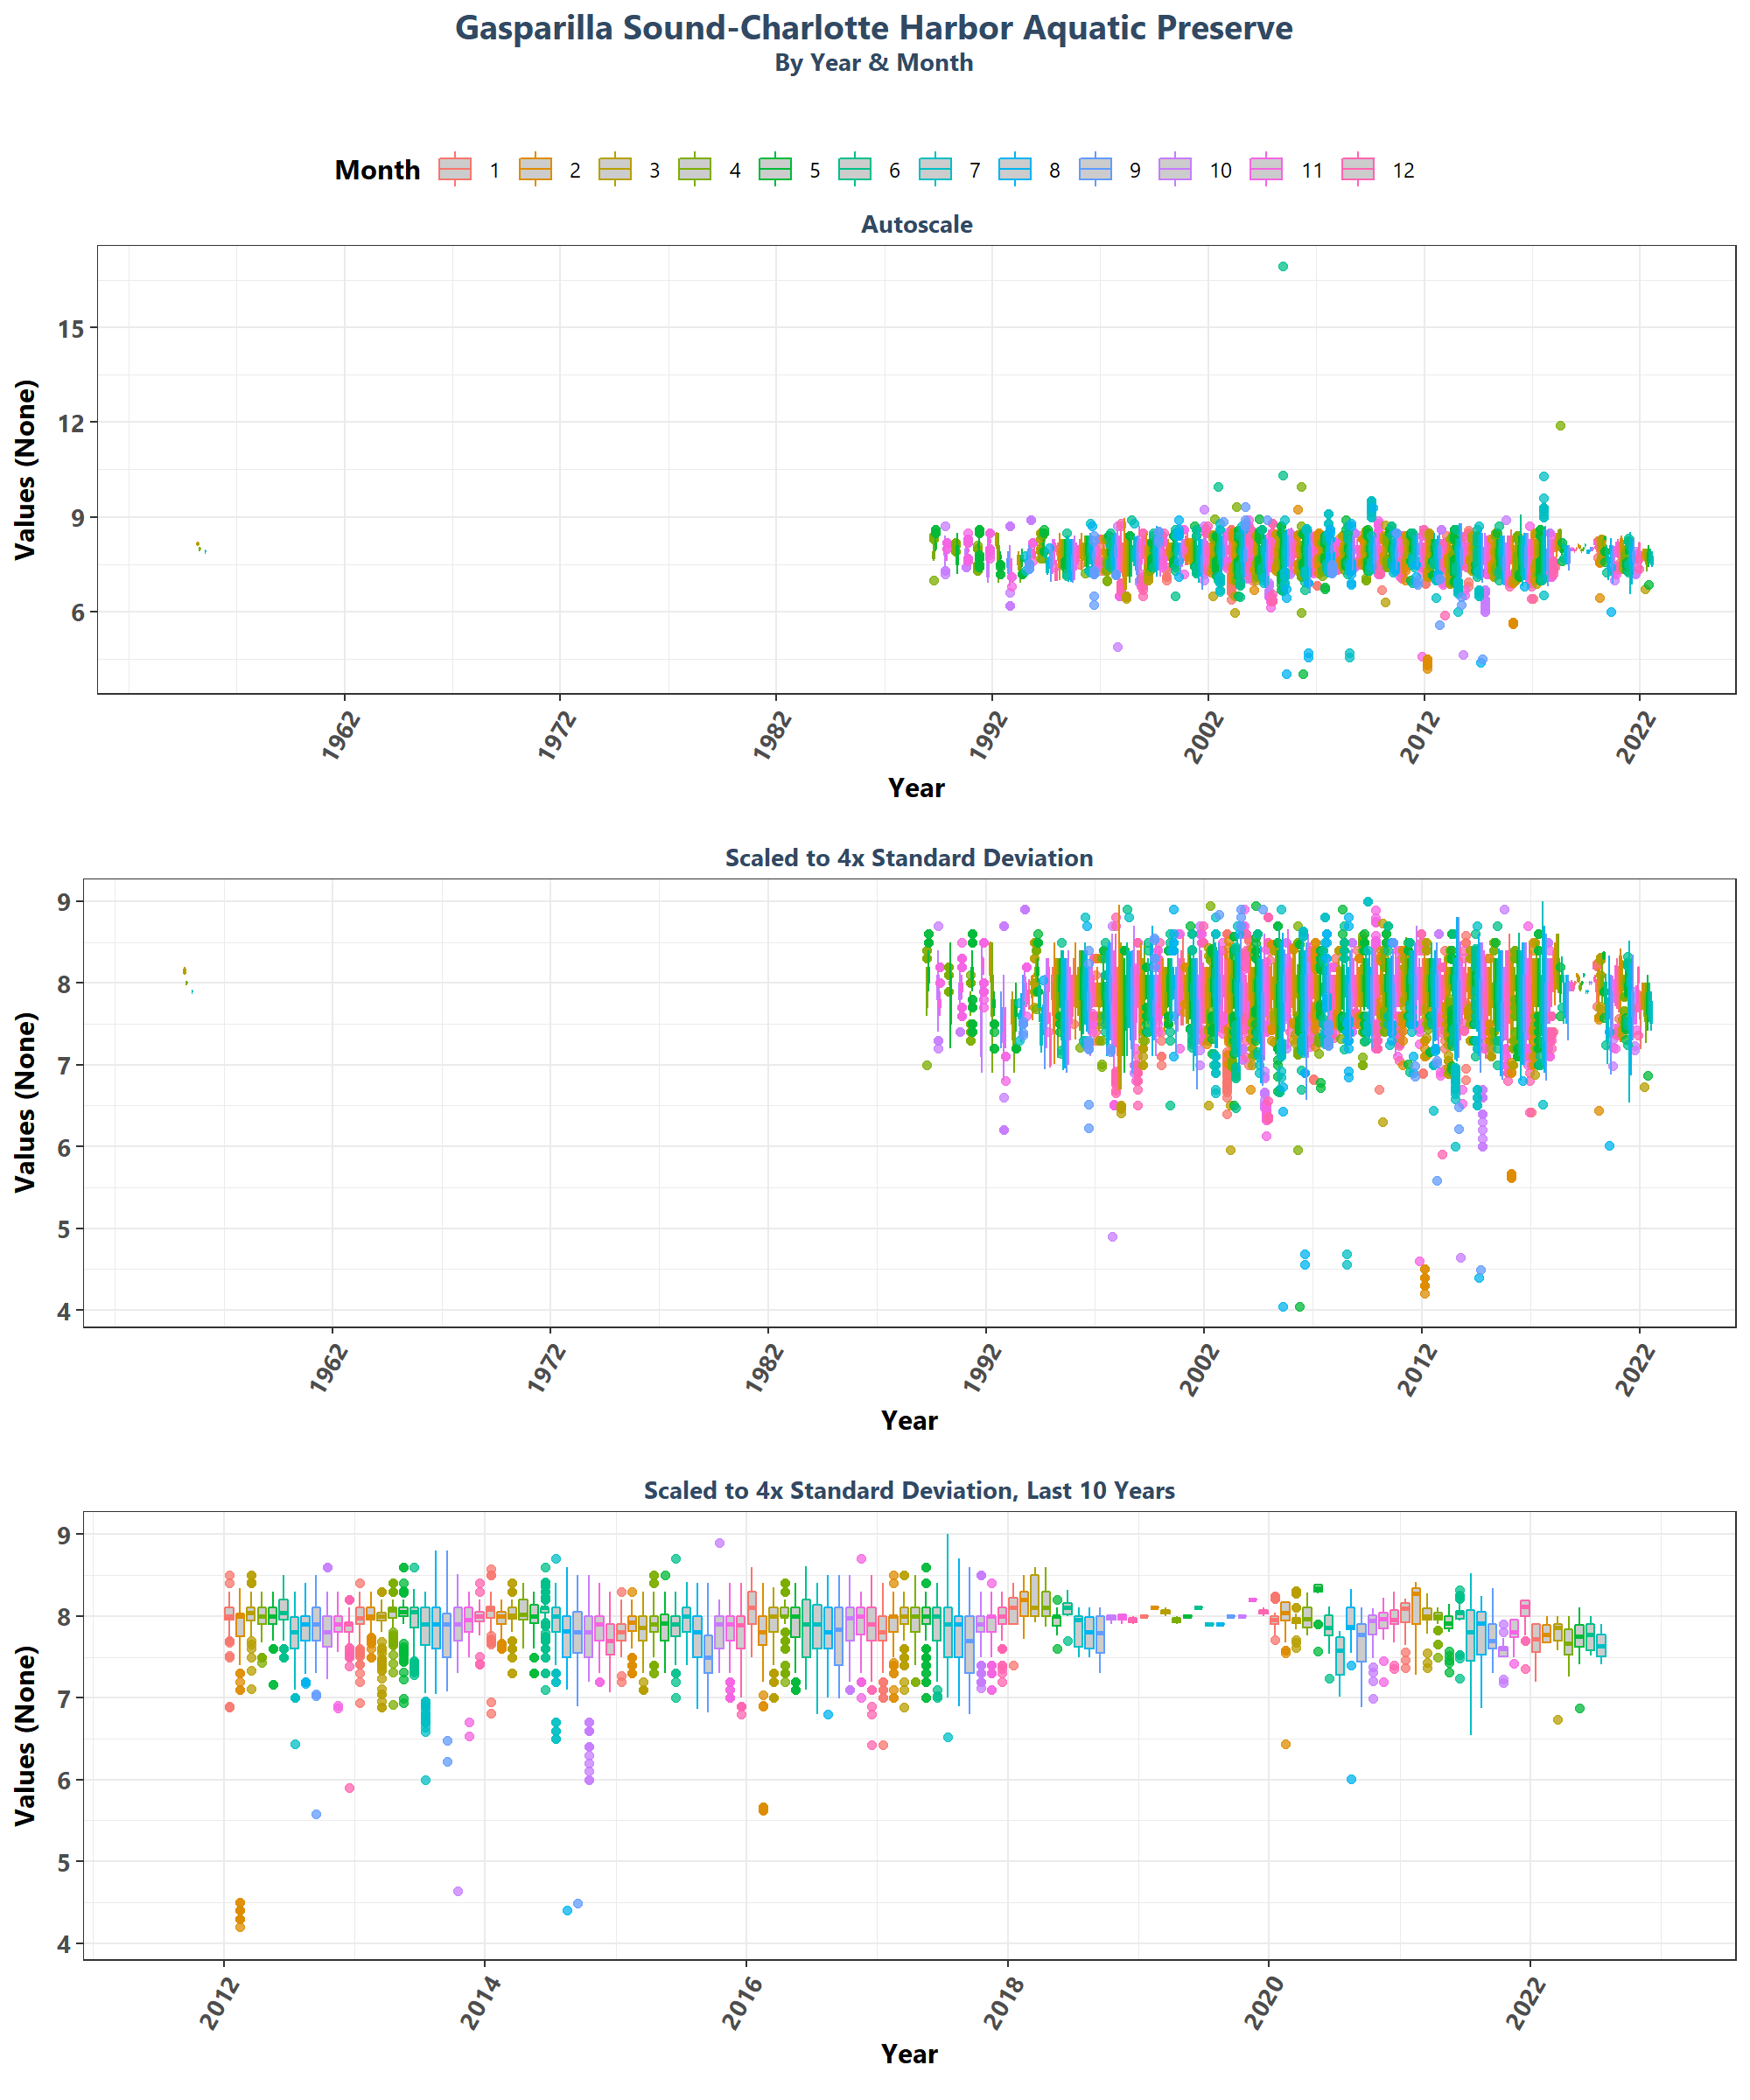 Gasparilla Sound-Charlotte Harbor Aquatic Preserve
By Year & Month
Month 1 2 3 4 5 6 7 8 9 10 11 12
Autoscale
Values (None)
15
12
9
6
1962 1972 1982 1992 2002 2012 2022
Year
Scaled to 4x Standard Deviation
Values (None)
9
8
7
6
5
4
1962 1972 1982 1992 2002 2012 2022
Year
Scaled to 4x Standard Deviation, Last 10 Years
Values (None)
9
8
7
6
5
4
2012 2014 2016 2018 2020 2022
Year